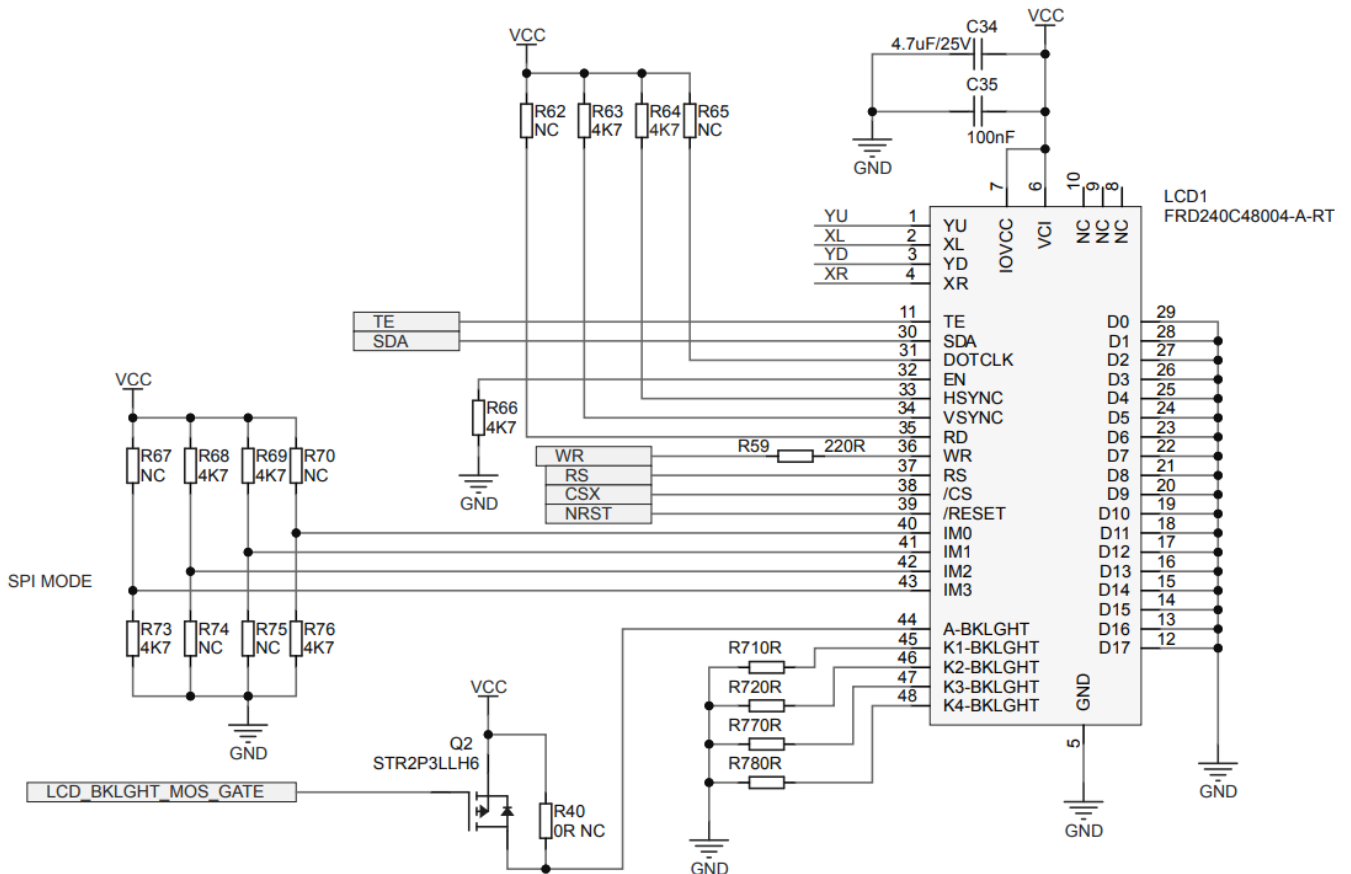 VCC
C34
4.7uF/25V
C35
100nF
GND
VCC
R62
NC
R63
4K7
R64
4K7
R65
NC
LCD1
FRD240C48004-A-RT
7
6
10
9
8
IOVCC
VCI
NC
NC
NC
YU 1 YU
XL 2 XL
YD 3 YD
XR 4 XR
TE 11 TE
SDA 30 SDA
31 DOTCLK
32 EN
33 HSYNC
34 VSYNC
35 RD
WR R59 220R 36 WR
RS 37 RS
CSX 38 /CS
NRST 39 /RESET
40 IM0
41 IM1
42 IM2
43 IM3
44 A-BKLGHT
R710R 45 K1-BKLGHT
R720R 46 K2-BKLGHT
R770R 47 K3-BKLGHT
R780R 48 K4-BKLGHT
GND
D0 29
D1 28
D2 27
D3 26
D4 25
D5 24
D6 23
D7 22
D8 21
D9 20
D10 19
D11 18
D12 17
D13 16
D14 15
D15 14
D16 13
D17 12
GND
GND
5
GND
R66
4K7
GND
VCC
R67
NC
R68
4K7
R69
4K7
R70
NC
SPI MODE
R73
4K7
R74
NC
R75
NC
R76
4K7
GND
VCC
Q2
STR2P3LLH6
LCD_BKLGHT_MOS_GATE
R40
0R NC